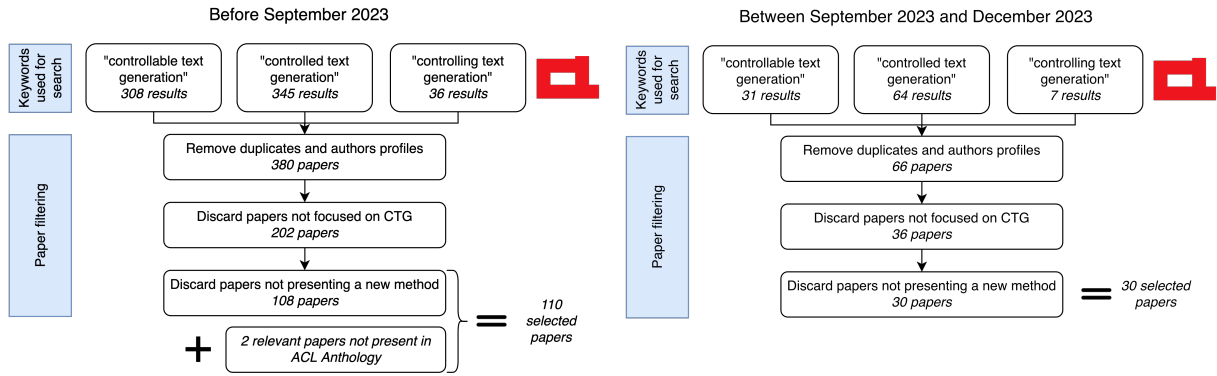 Before September 2023
Keywords
used for
search
"controllable text
generation"
308 results
"controlled text
generation"
345 results
"controlling text
generation"
36 results
Paper filtering
Remove duplicates and authors profiles
380 papers
Discard papers not focused on CTG
202 papers
Discard papers not presenting a new method
108 papers
+
2 relevant papers not present in
ACL Anthology
=
110
selected
papers
Between September 2023 and December 2023
Keywords
used for
search
"controllable text
generation"
31 results
"controlled text
generation"
64 results
"controlling text
generation"
7 results
Paper filtering
Remove duplicates and authors profiles
66 papers
Discard papers not focused on CTG
36 papers
Discard papers not presenting a new method
30 papers
=
30 selected
papers